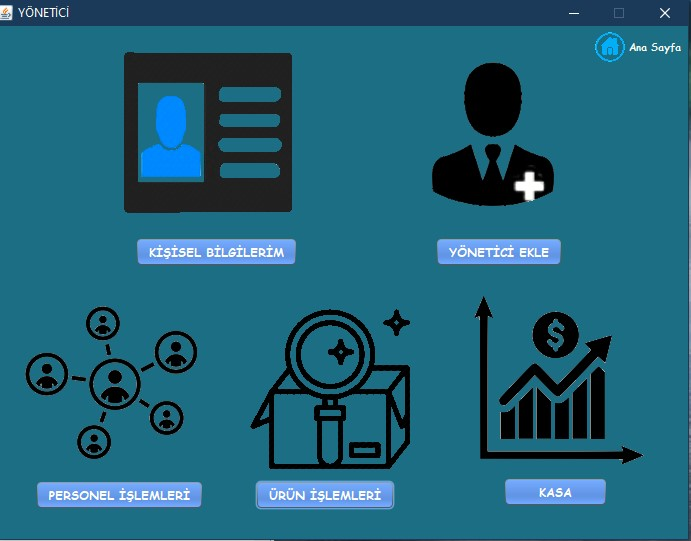 YÖNETİCİ
Ana Sayfa
KİŞİSEL BİLGİLERİM
YÖNETİCİ EKLE
$
PERSONEL İŞLEMLERİ
ÜRÜN İŞLEMLERİ
KASA